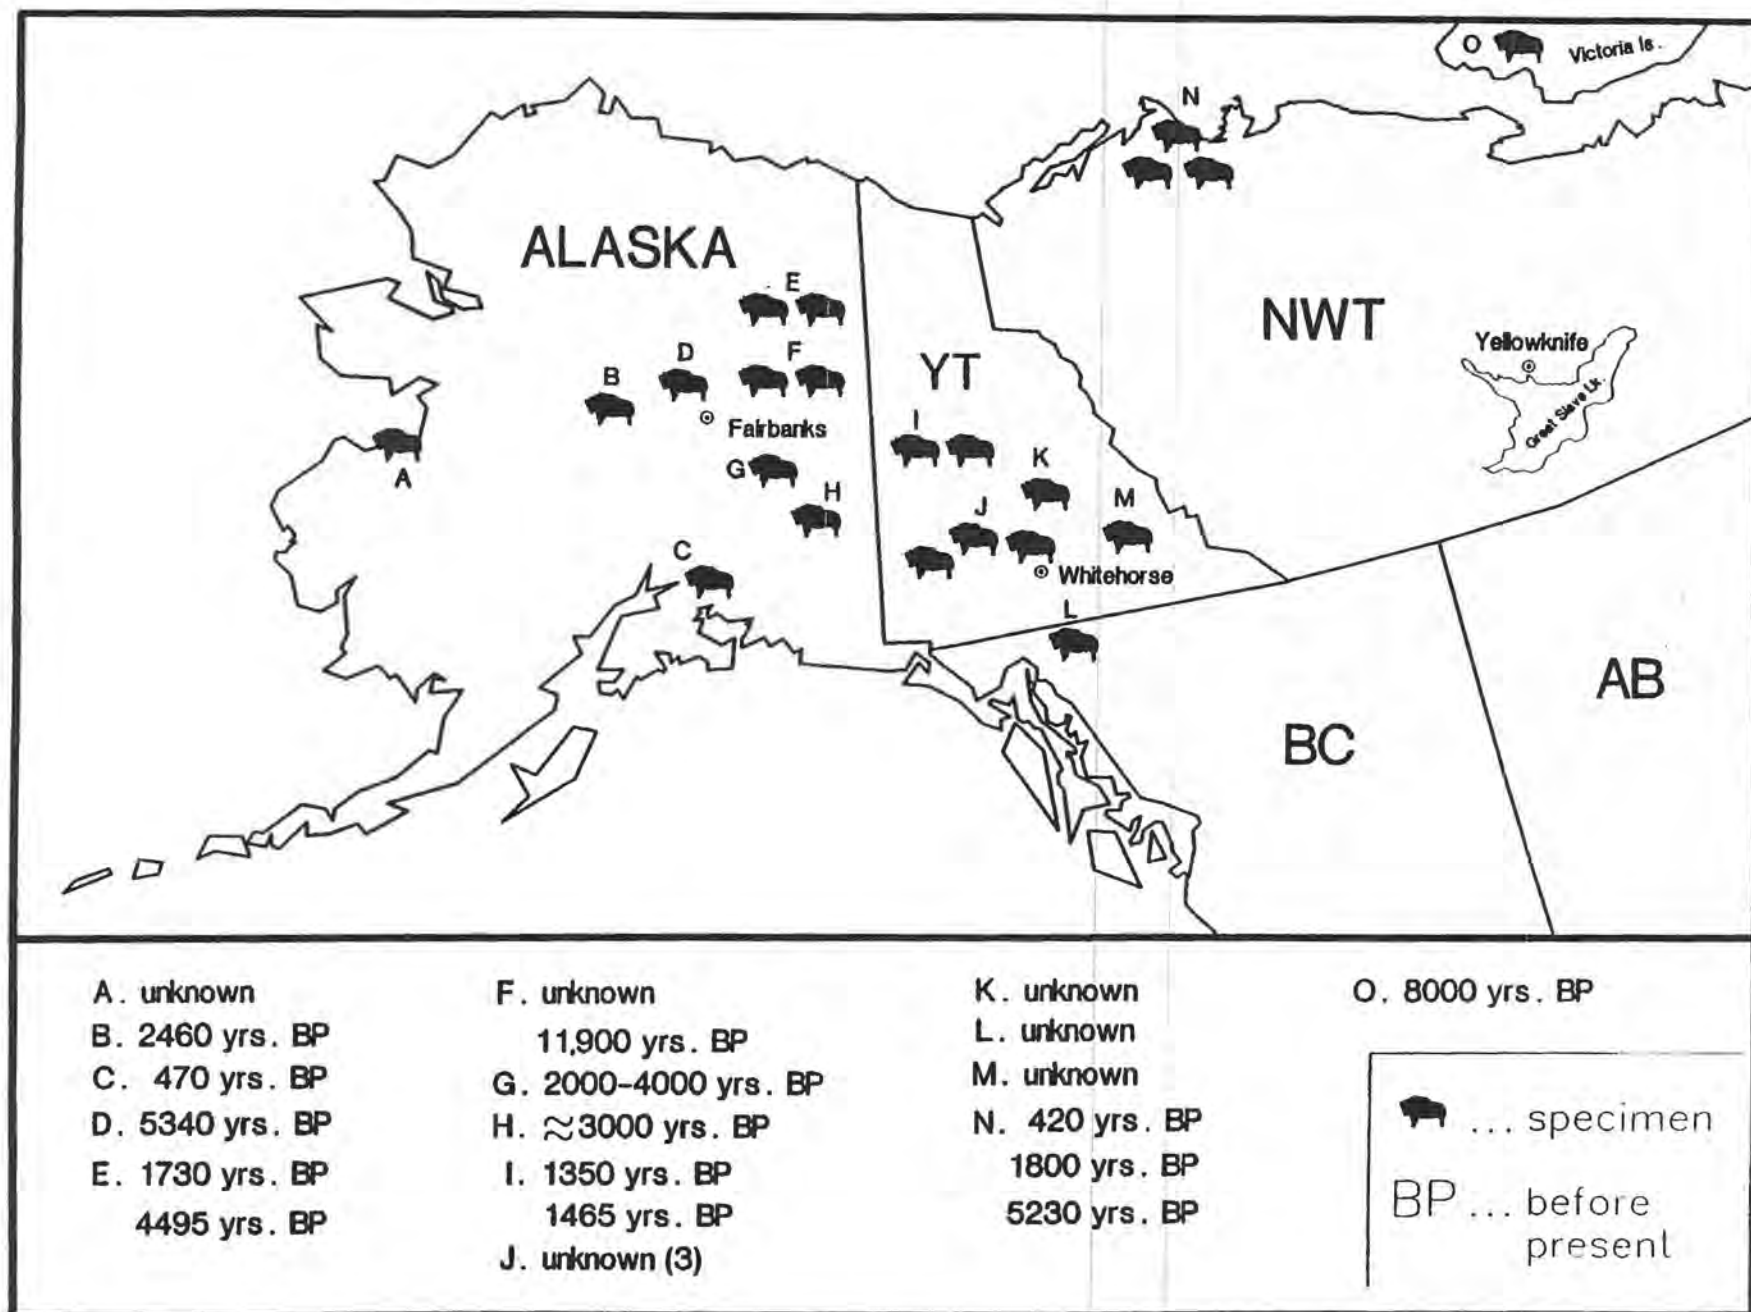 O
Victoria Is.
N
ALASKA
E
NWT
D
F
YT
Yellowknife
B
Great Slave Lk.
Fairbanks
I
G
K
A
H
M
J
C
Whitehorse
L
AB
BC
A. unknown
B. 2460 yrs. BP
C. 470 yrs. BP
D. 5340 yrs. BP
E. 1730 yrs. BP
4495 yrs. BP
F. unknown
11,900 yrs. BP
G. 2000-4000 yrs. BP
H. ≈3000 yrs. BP
I. 1350 yrs. BP
1465 yrs. BP
J. unknown (3)
K. unknown
L. unknown
M. unknown
N. 420 yrs. BP
1800 yrs. BP
5230 yrs. BP
O. 8000 yrs. BP
... specimen
BP ... before
present